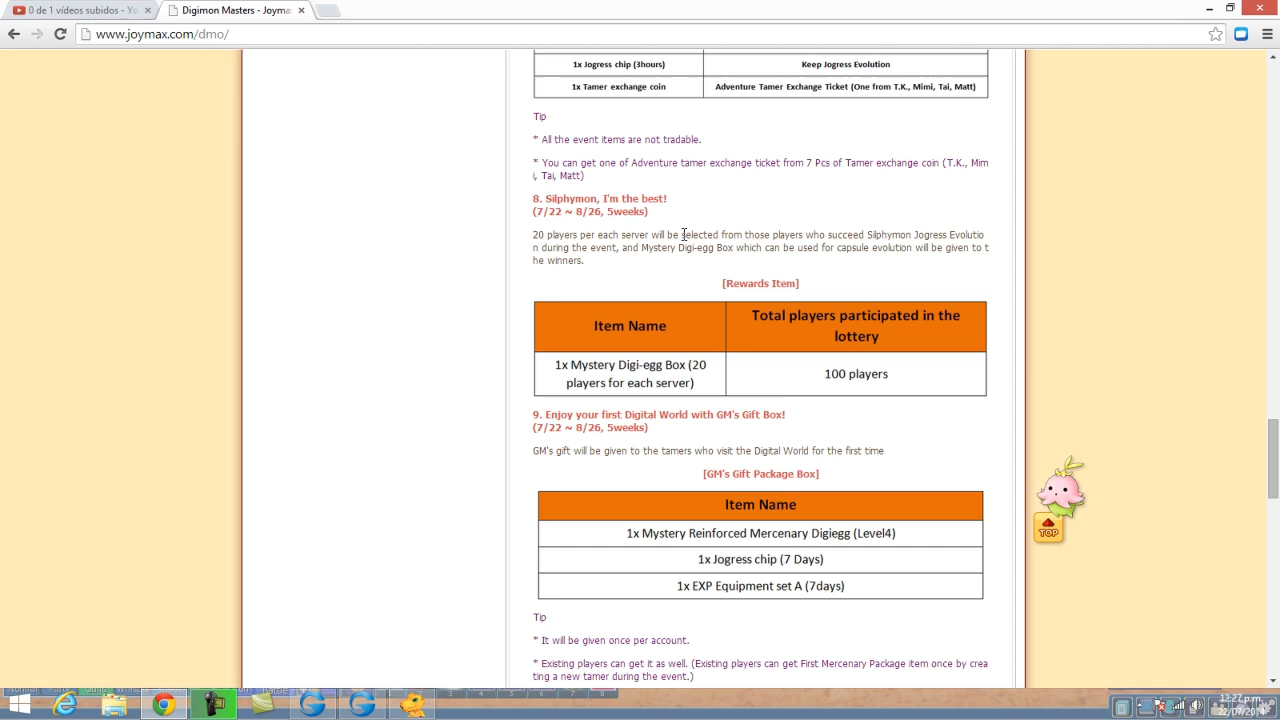 0 de 1 vídeos subidos - Yo
Digimon Masters - Joyma
www.joymax.com/dmo/
1x Jogress chip (3hours)
Keep Jogress Evolution
1x Tamer exchange coin
Adventure Tamer Exchange Ticket (One from T.K., Mimi, Tai, Matt)
Tip
* All the event items are not tradable.
* You can get one of Adventure tamer exchange ticket from 7 Pcs of Tamer exchange coin (T.K., Mim
i, Tai, Matt)
8. Silphymon, I'm the best!
(7/22 ~ 8/26, 5weeks)
20 players per each server will be selected from those players who succeed Silphymon Jogress Evolutio
n during the event, and Mystery Digi-egg Box which can be used for capsule evolution will be given to t
he winners.
[Rewards Item]
Item Name
Total players participated in the
lottery
1x Mystery Digi-egg Box (20
players for each server)
100 players
9. Enjoy your first Digital World with GM's Gift Box!
(7/22 ~ 8/26, 5weeks)
GM's gift will be given to the tamers who visit the Digital World for the first time
[GM's Gift Package Box]
Item Name
1x Mystery Reinforced Mercenary Digiegg (Level4)
1x Jogress chip (7 Days)
1x EXP Equipment set A (7days)
TOP
Tip
* It will be given once per account.
* Existing players can get it as well. (Existing players can get First Mercenary Package item once by crea
ting a new tamer during the event.)
12:27 p.m.
22/07/2014